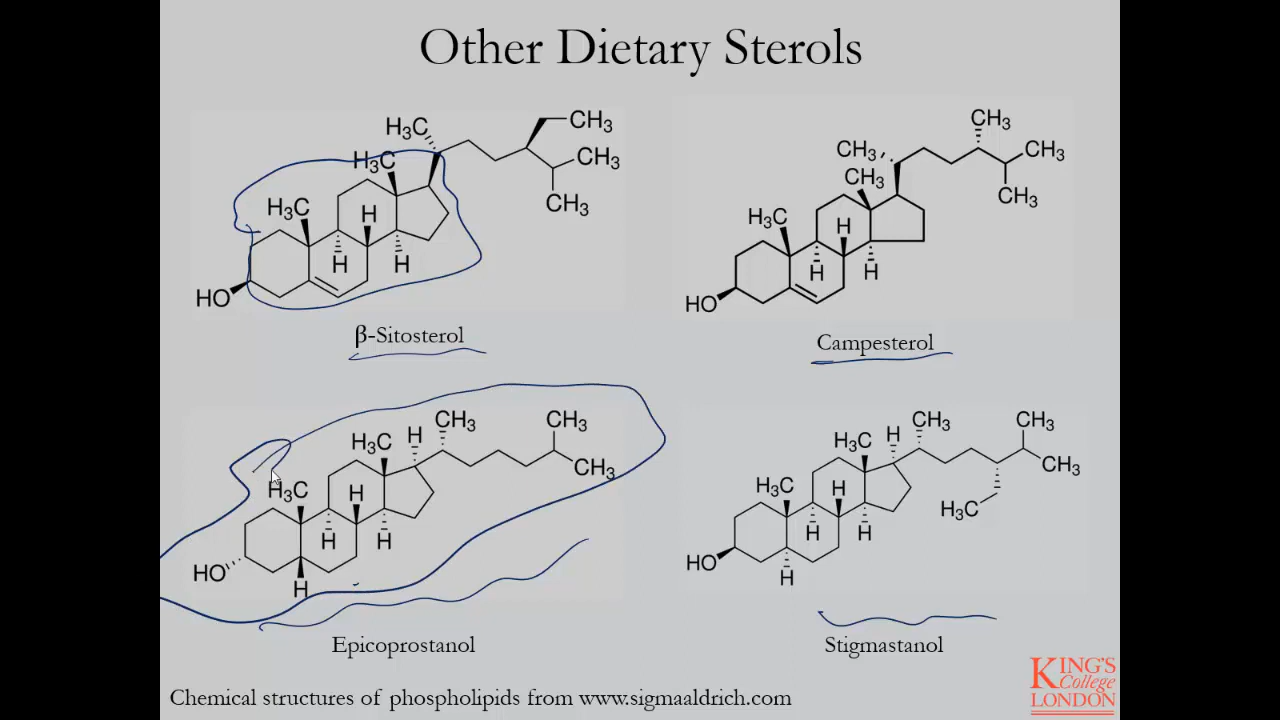 Other Dietary Sterols
H₃C
CH₃
H₃C
CH₃
H₃C
H
CH₃
H
H
HO
β-Sitosterol
CH₃
CH₃
CH₃
CH₃
CH₃
H₃C
H
H
H
HO
Campesterol
CH₃
CH₃
H₃C
H
CH₃
H₃C
H
H
H
HO
H
Epicoprostanol
CH₃
CH₃
H₃C
H
CH₃
H₃C
H
H₃C
H
H
HO
H
Stigmastanol
Chemical structures of phospholipids from www.sigmaaldrich.com
KING'S
College
LONDON